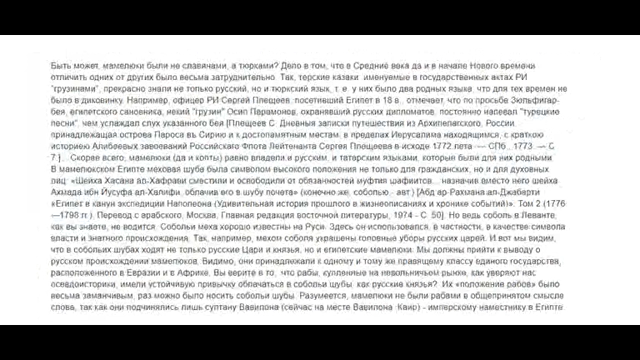 Быть может, мамелюки были не славянами, а тюрками? Дело в том, что в Средние века да и в начале Нового времени
отличить одних от других было весьма затруднительно. Так, терские казаки, именуемые в государственных актах РИ
"грузинами", прекрасно знали не только русский, но и тюркский язык, т. е. у них было два родных языка, что для тех времен не
было в диковинку. Например, офицер РИ Сергей Плещеев, посетивший Египет в 18 в., отмечает, что по просьбе Зюльфигар-
бея, египетского сановника, некий "грузин" Осип Парамонов, охранявший русских дипломатов, постоянно напевал "турецкие
песни", чем услаждал слух указанного бея [Плещеев С. Дневныя записки путешествия из Архипелагского, России
принадлежащаго острова Пароса въ Сирию и к достопамятным местам, в пределах Иерусалима находящимся, с краткою
историею Алибеевых завоеваний Российскаго Флота Лейтенанта Сергея Плещеева в исходе 1772 лета. — СПб., 1773. — С.
7.]... Скорее всего, мамелюки (да и копты) равно владели и русским, и татарским языками, которые были для них родными.
В мамелюкском Египте меховая шуба была символом высокого положения не только для гражданских, но и для духовных
лиц: «Шейха Хасана ал-Хафрави сместили и освободили от обязанностей муфтия шафиитов... назначив вместо него шейха
Ахмада ибн Йусуфа ал-Халифи, облачив его в шубу почета» (конечно же, соболью.- авт.) [Абд ар-Рахмана ал-Джабарти
«Египет в канун экспедиции Наполеона (Удивительная история прошлого в жизнеописаниях и хронике событий)». Том 2 (1776
—1798 гг.). Перевод с арабского, Москва, Главная редакция восточной литературы, 1974 - С. 50]. Но ведь соболь в Леванте,
как вы знаете, не водится. Собольи меха хорошо известны на Руси. Здесь он использовался, в частности, в качестве символа
власти и знатного происхождения. Так, например, мехом соболя украшены головные уборы русских царей. И вот мы видим,
что в собольих шубах ходят не только русские Цари и князья, но и египетские мамелюки. Мы должны прийти к выводу о
русском происхождении мамелюков. Видимо, они принадлежали к одному и тому же правящему классу единого государства,
расположенного в Евразии и в Африке. Вы верите в то, что рабы, купленные на невольничьем рынке, как уверяют нас
псевдоисторики, имели устойчивую привычку облачаться в собольи шубы, как русские князья? Их «положение рабов» было
весьма заманчивым, раз можно было носить собольи шубы. Разумеется, мамелюки не были рабами в общепринятом смысле
слова, так как они подчинялись лишь султану Вавилона (сейчас на месте Вавилона Каир) - имперскому наместнику в Египте